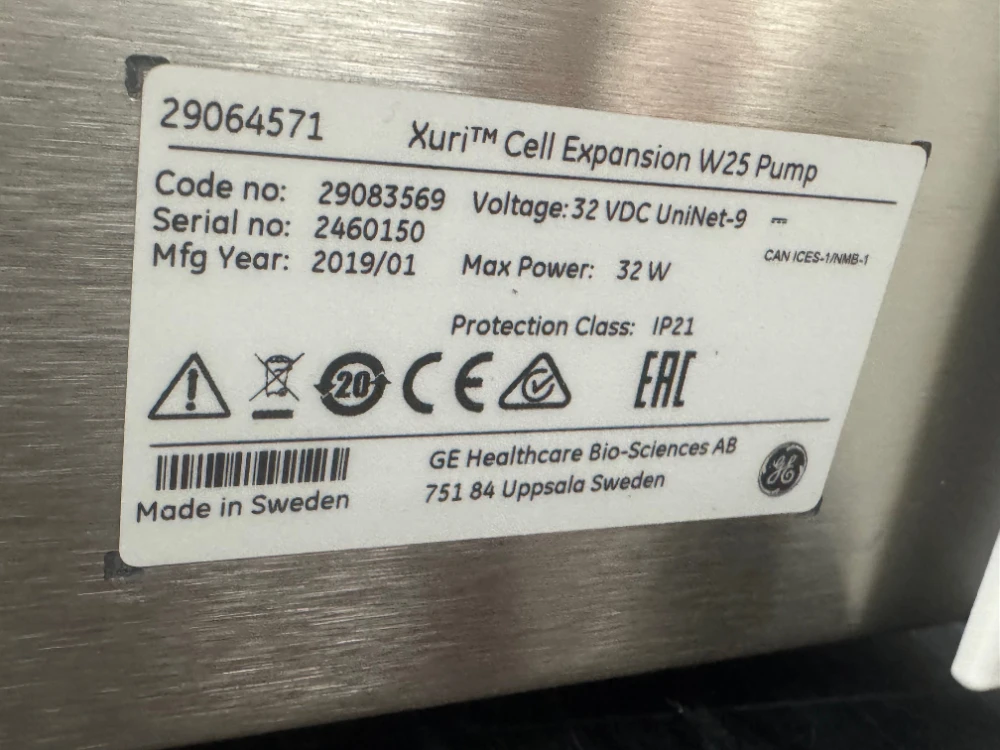 29064571 Xuri™ Cell Expansion W25 Pump
Code no: 29083569 Voltage: 32 VDC UniNet-9
Serial no: 2460150
CAN ICES-1/NMB-1
Mfg Year: 2019/01 Max Power: 32 W
Protection Class: IP21
20 CE EAC
GE Healthcare Bio-Sciences AB
751 84 Uppsala Sweden
GE
Made in Sweden